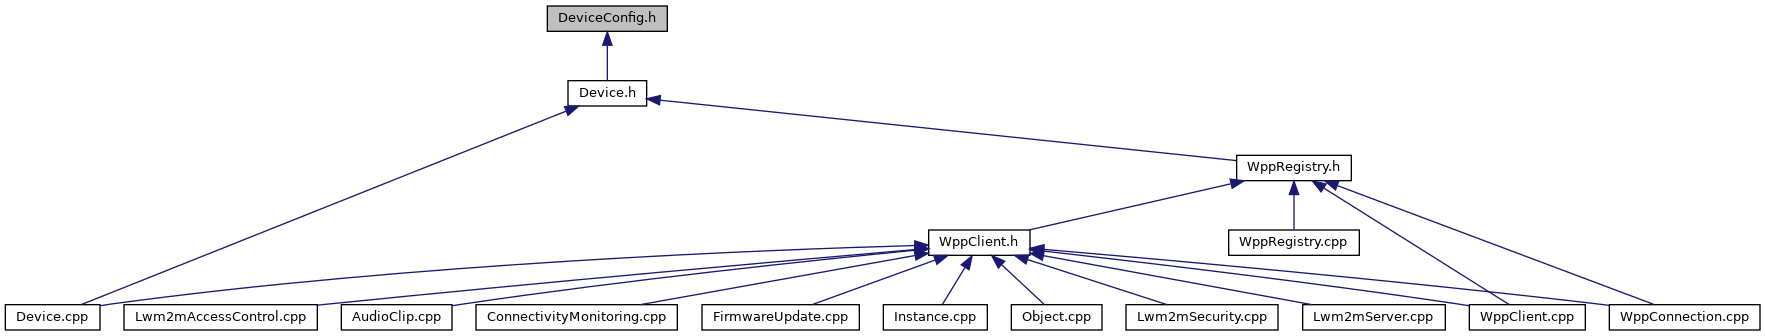 DeviceConfig.h
Device.h
WppRegistry.h
WppClient.h
WppRegistry.cpp
Device.cpp
Lwm2mAccessControl.cpp
AudioClip.cpp
ConnectivityMonitoring.cpp
FirmwareUpdate.cpp
Instance.cpp
Object.cpp
Lwm2mSecurity.cpp
Lwm2mServer.cpp
WppClient.cpp
WppConnection.cpp